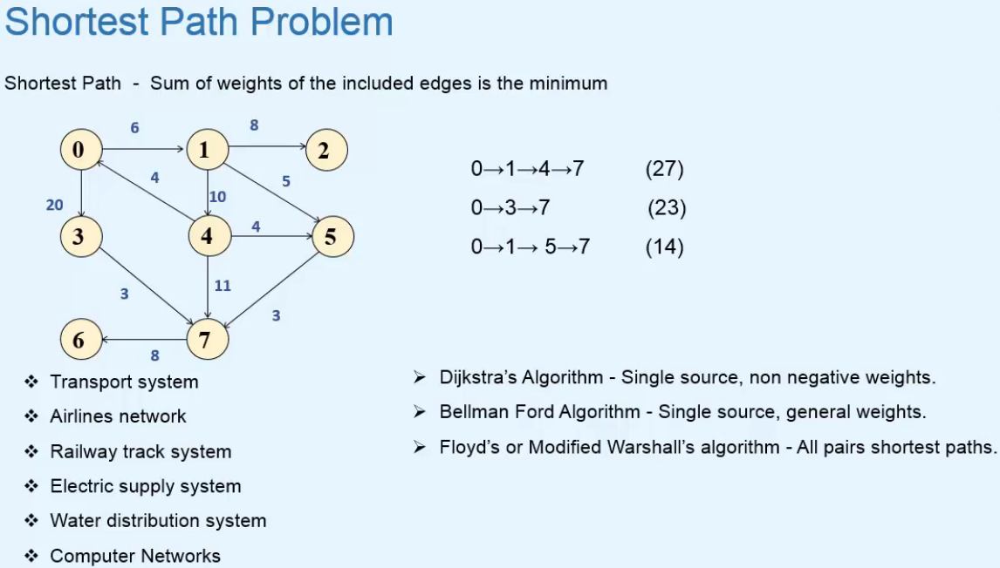 Shortest Path Problem
Shortest Path - Sum of weights of the included edges is the minimum
6 8
0 1 2
4 5
20 10
3 4 4 5
3 11 3
6 7
8
0→1→4→7 (27)
0→3→7 (23)
0→1→ 5→7 (14)
❖ Transport system
❖ Airlines network
❖ Railway track system
❖ Electric supply system
❖ Water distribution system
❖ Computer Networks
➢ Dijkstra's Algorithm - Single source, non negative weights.
➢ Bellman Ford Algorithm - Single source, general weights.
➢ Floyd's or Modified Warshall's algorithm - All pairs shortest paths.